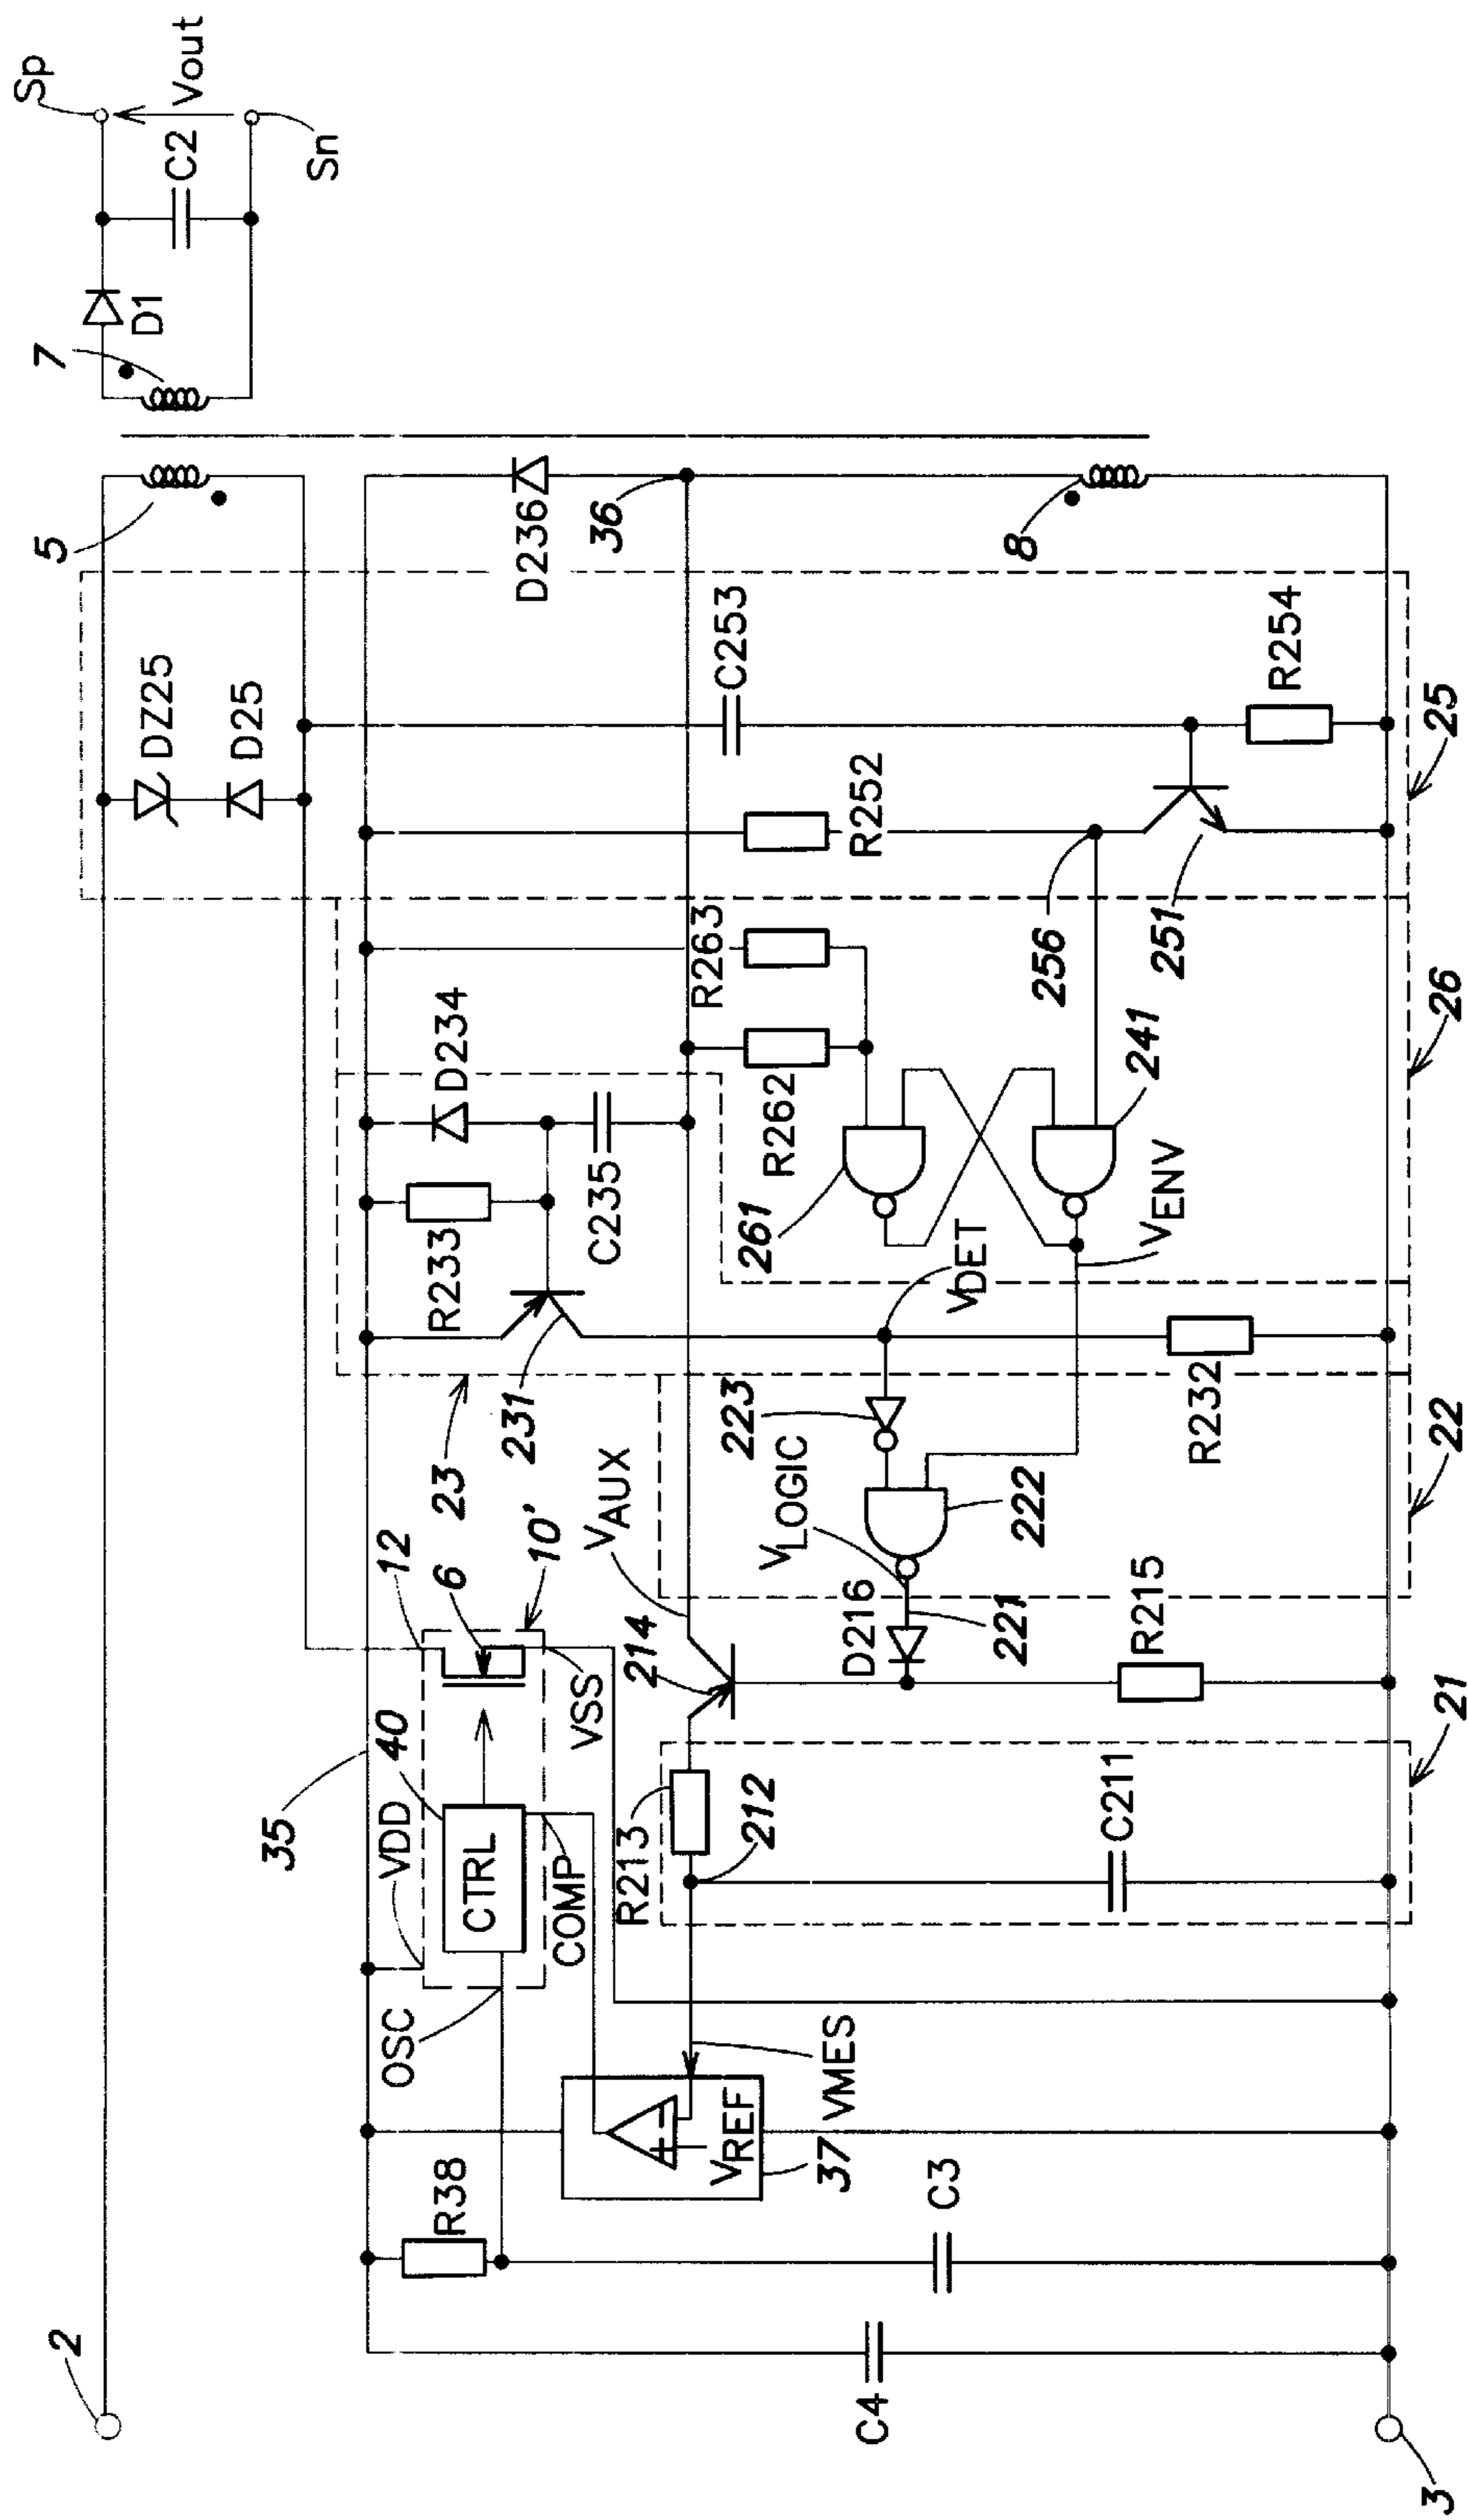 2
35
VDD
40
12
5
7
Sp
D1
C2
Vout
Sn
OSC
CTRL
6
10'
VSS
COMP
R38
23
R233
D234
DZ25
D25
D236
36
231
C235
VAUX
214
R213
212
VREF
37
VMES
C3
C4
VLOGIC
D216
221
223
222
VDET
261
R262
R263
R252
C253
256
251
241
VENV
8
R254
R232
R215
C211
3
21
22
26
25